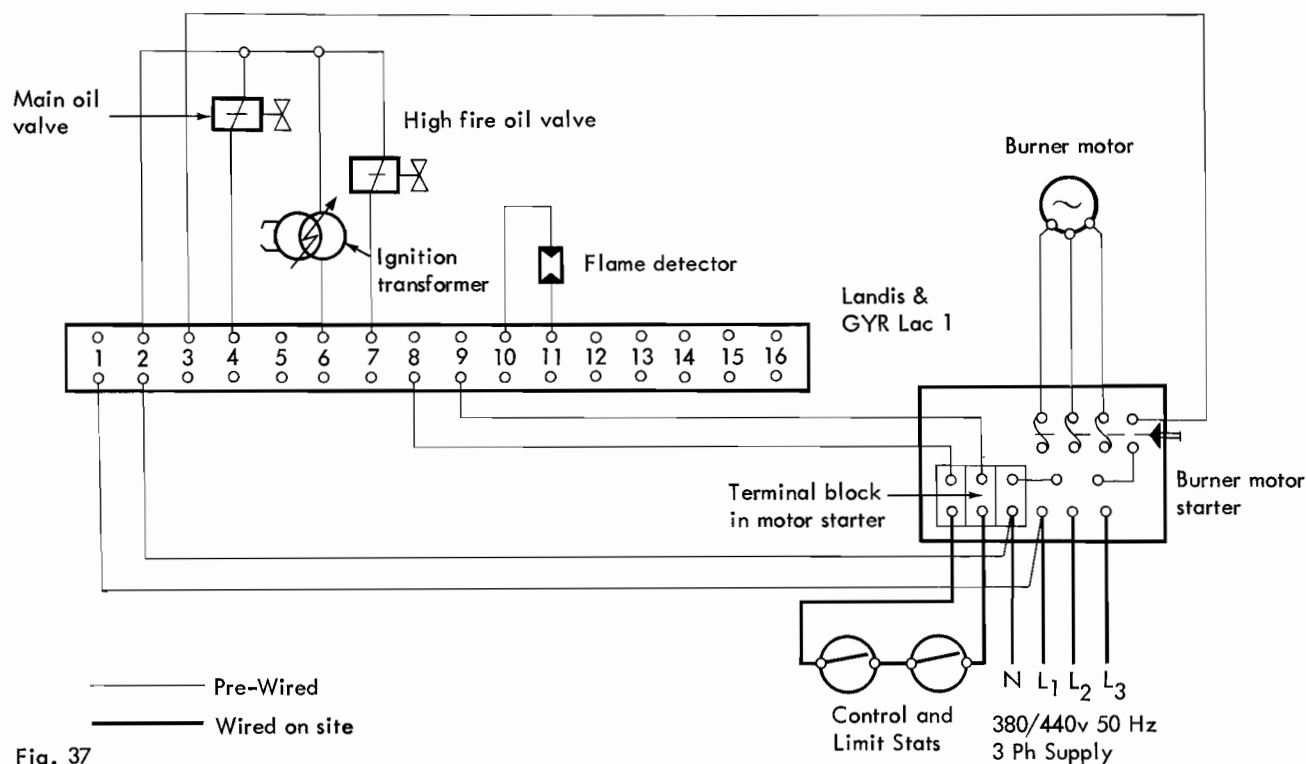 Main oil
valve
High fire oil valve
Burner motor
Ignition
transformer
Flame detector
Landis &
GYR Lac 1
1 2 3 4 5 6 7 8 9 10 11 12 13 14 15 16
Terminal block
in motor starter
Burner motor
starter
N L1 L2 L3
Pre-Wired
Wired on site
Control and
Limit Stats
380/440v 50 Hz
3 Ph Supply
Fig. 37